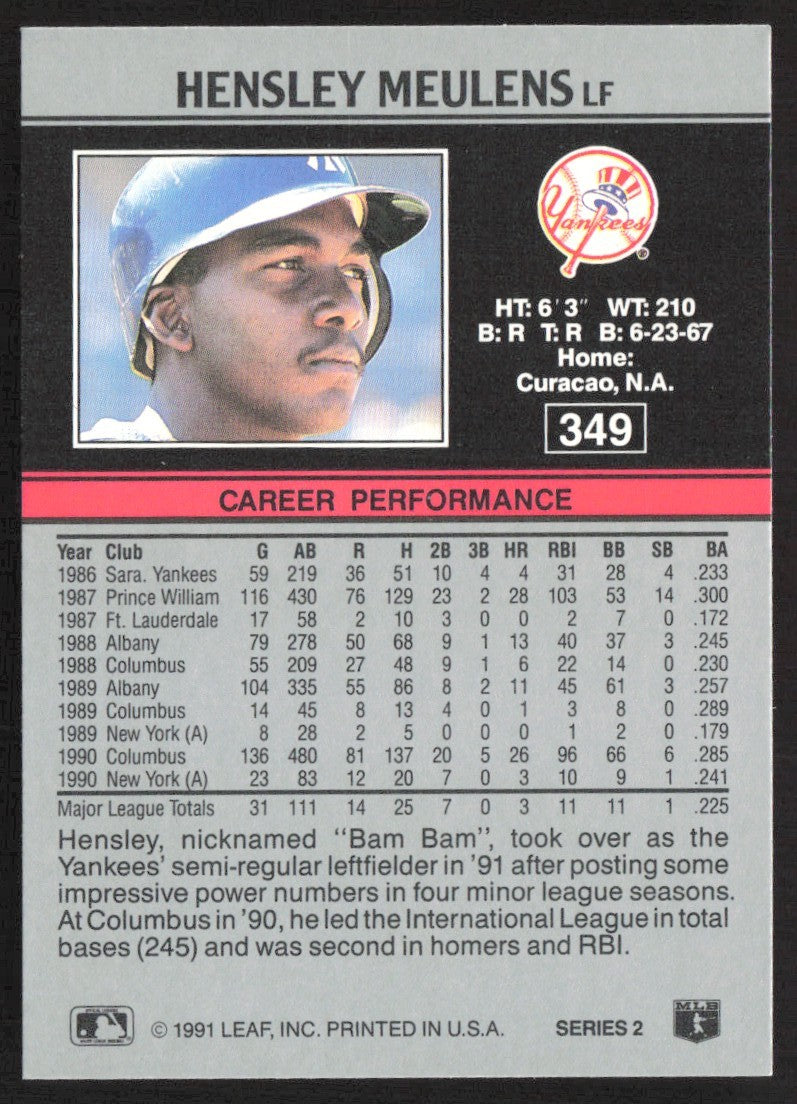 HENSLEY MEULENS LF
NY
Yankees
®
HT: 6' 3" WT: 210
B: R T: R B: 6-23-67
Home:
Curacao, N.A.
349
CAREER PERFORMANCE
Year Club G AB R H 2B 3B HR RBI BB SB BA
1986 Sara. Yankees 59 219 36 51 10 4 4 31 28 4 .233
1987 Prince William 116 430 76 129 23 2 28 103 53 14 .300
1987 Ft. Lauderdale 17 58 2 10 3 0 0 2 7 0 .172
1988 Albany 79 278 50 68 9 1 13 40 37 3 .245
1988 Columbus 55 209 27 48 9 1 6 22 14 0 .230
1989 Albany 104 335 55 86 8 2 11 45 61 3 .257
1989 Columbus 14 45 8 13 4 0 1 3 8 0 .289
1989 New York (A) 8 28 2 5 0 0 0 1 2 0 .179
1990 Columbus 136 480 81 137 20 5 26 96 66 6 .285
1990 New York (A) 23 83 12 20 7 0 3 10 9 1 .241
Major League Totals 31 111 14 25 7 0 3 11 11 1 .225
Hensley, nicknamed "Bam Bam", took over as the
Yankees' semi-regular leftfielder in '91 after posting some
impressive power numbers in four minor league seasons.
At Columbus in '90, he led the International League in total
bases (245) and was second in homers and RBI.
© 1991 LEAF, INC. PRINTED IN U.S.A. SERIES 2
MLB